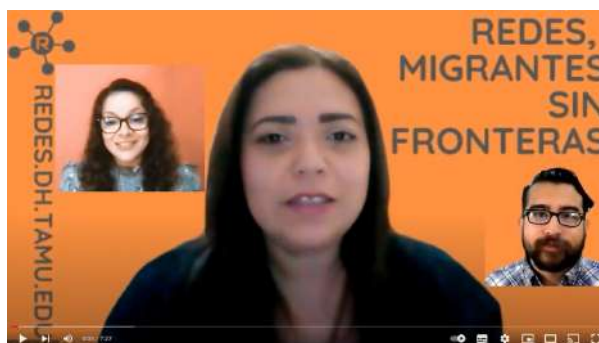 R
REDES,
MIGRANTES
SIN
FRONTERAS
REDES.DH.TAMU.EDU